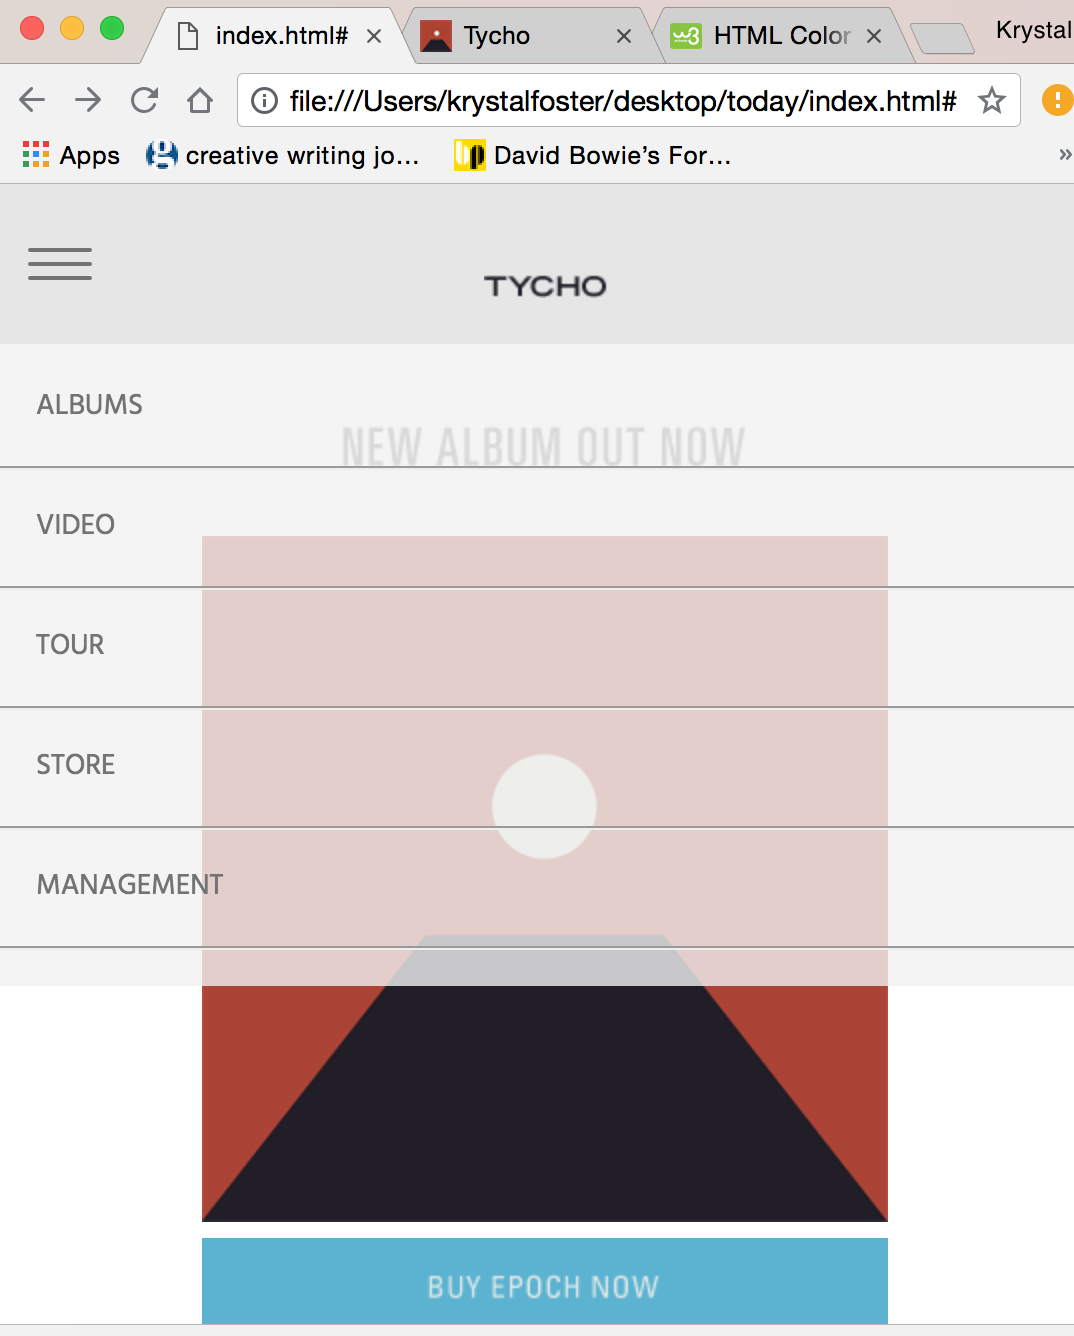 index.html#
Tycho
HTML Color
Krystal
file:///Users/krystalfoster/desktop/today/index.html#
Apps
creative writing jo...
David Bowie's For...
TYCHO
ALBUMS
NEW ALBUM OUT NOW
VIDEO
TOUR
STORE
MANAGEMENT
BUY EPOCH NOW